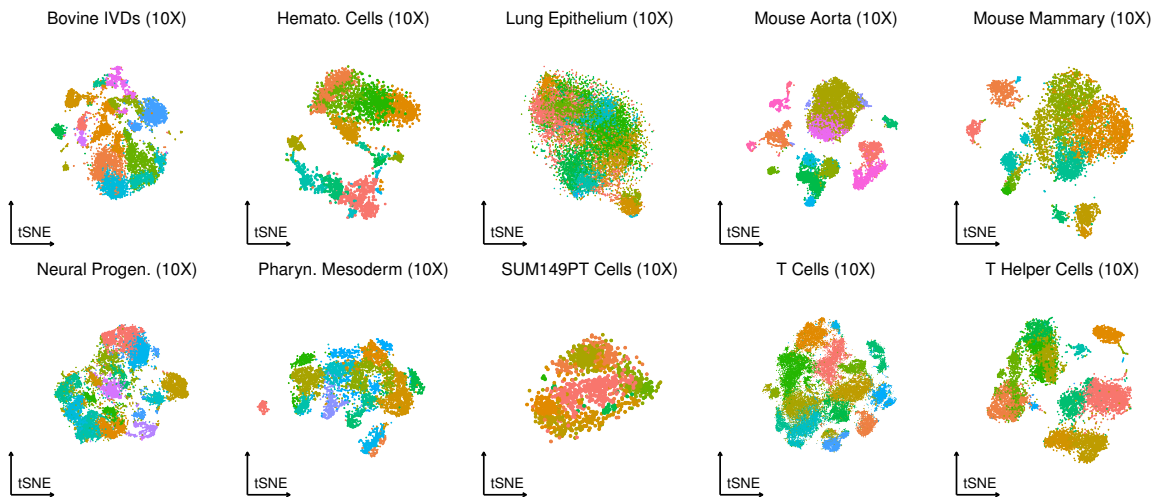 Bovine IVDs (10X)
Hemato. Cells (10X)
Lung Epithelium (10X)
Mouse Aorta (10X)
Mouse Mammary (10X)
tSNE
tSNE
tSNE
tSNE
tSNE
Neural Progen. (10X)
Pharyn. Mesoderm (10X)
SUM149PT Cells (10X)
T Cells (10X)
T Helper Cells (10X)
tSNE
tSNE
tSNE
tSNE
tSNE